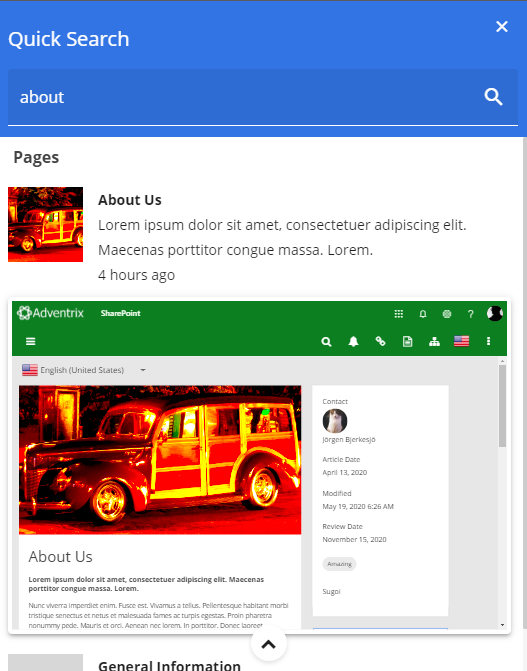 Quick Search
about
Pages
About Us
Lorem ipsum dolor sit amet, consectetuer adipiscing elit.
Maecenas porttitor congue massa. Lorem.
4 hours ago
Adventrix SharePoint
English (United States)
Contact
Jörgen Bjerkesjö
Article Date
April 13, 2020
Modified
May 19, 2020 6:26 AM
Review Date
November 15, 2020
Amazing
Sugoi
About Us
Lorem ipsum dolor sit amet, consectetuer adipiscing elit. Maecenas
porttitor congue massa. Lorem.
Nunc viverra imperdiet enim. Fusce est. Vivamus a tellus. Pellentesque habitant morbi
tristique senectus et netus et malesuada fames ac turpis egestas. Proin pharetra
nonummy pede. Mauris et orci. Aenean nec lorem. In porttitor. Donec
General Information